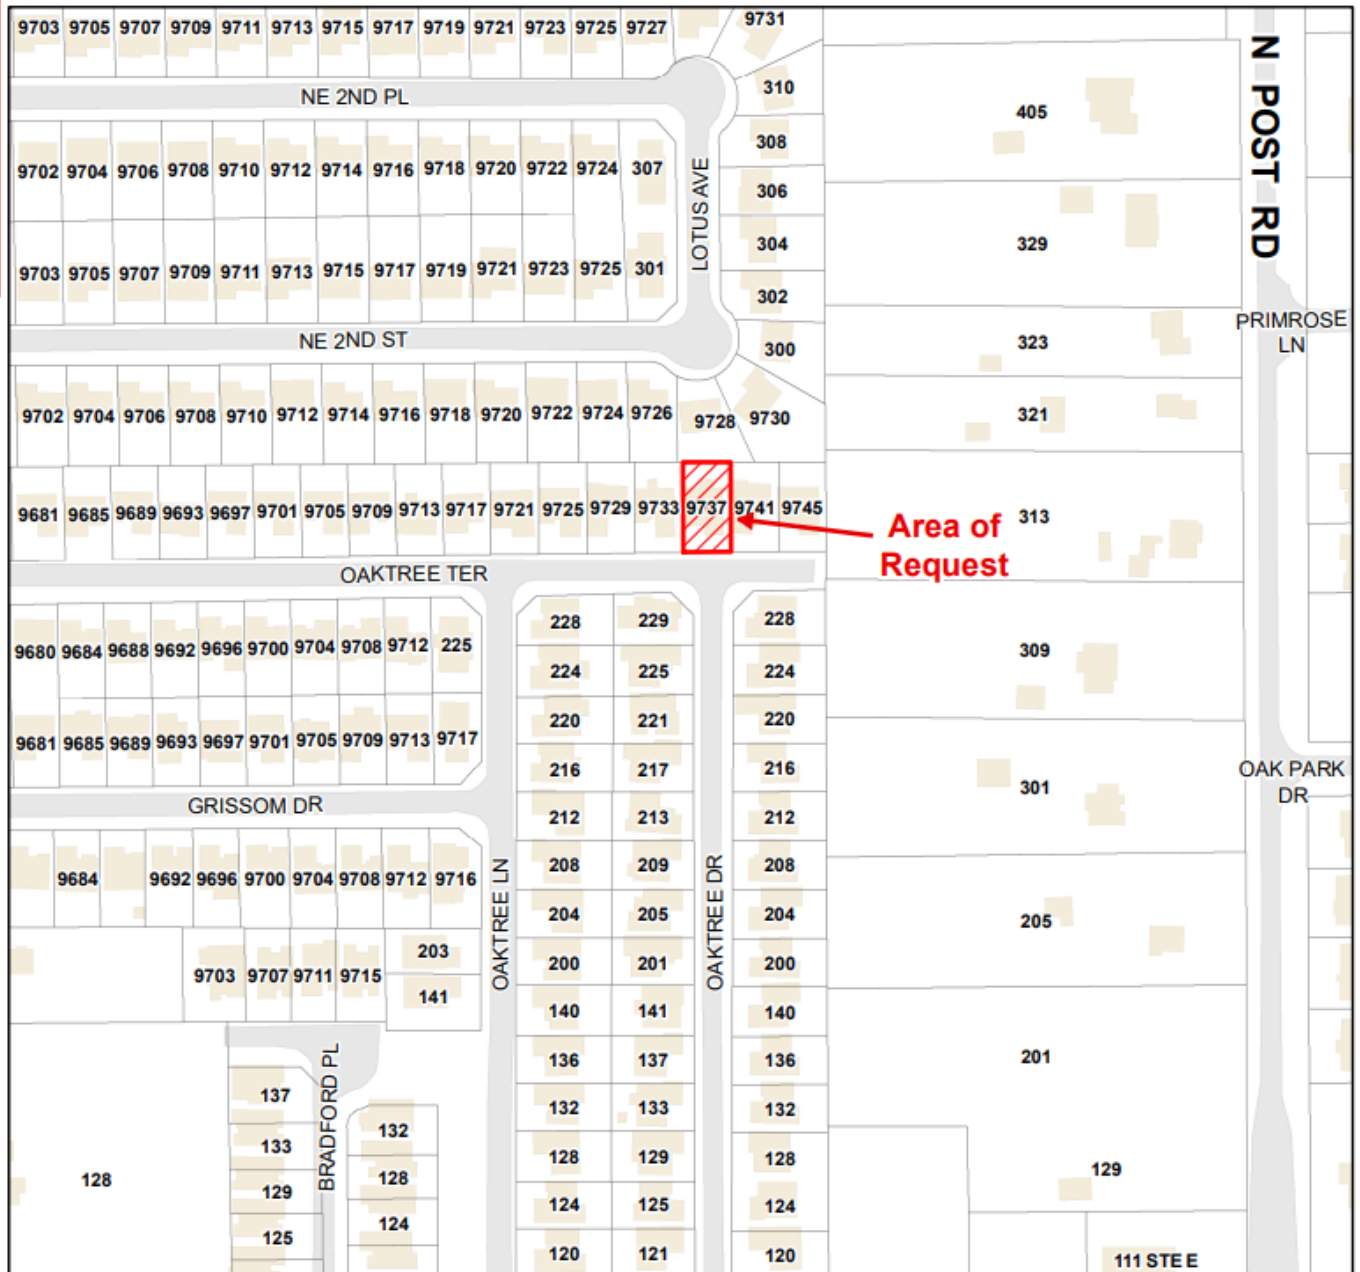 9703 9705 9707 9709 9711 9713 9715 9717 9719 9721 9723 9725 9727 9731
NE 2ND PL
310
405
N POST RD
308
9702 9704 9706 9708 9710 9712 9714 9716 9718 9720 9722 9724 307
LOTUS AVE
306
304
329
9703 9705 9707 9709 9711 9713 9715 9717 9719 9721 9723 9725 301
302
PRIMROSE
LN
NE 2ND ST
300
323
9702 9704 9706 9708 9710 9712 9714 9716 9718 9720 9722 9724 9726 9728 9730
321
9681 9685 9689 9693 9697 9701 9705 9709 9713 9717 9721 9725 9729 9733 9737 9741 9745
313
Area of
Request
OAKTREE TER
228 229 228
9680 9684 9688 9692 9696 9700 9704 9708 9712 225
309
224 225 224
220 221 220
9681 9685 9689 9693 9697 9701 9705 9709 9713 9717
216 217 216
OAK PARK
DR
301
GRISSOM DR
212 213 212
208 209 208
9684 9692 9696 9700 9704 9708 9712 9716
OAKTREE LN
OAKTREE DR
204 205 204
205
203
200 201 200
9703 9707 9711 9715
141
140 141 140
136 137 136
201
BRADFORD PL
137
132 133 132
132
133
128 129 128
129
128
128
129
124 125 124
124
125
120 121 120
111 STE E